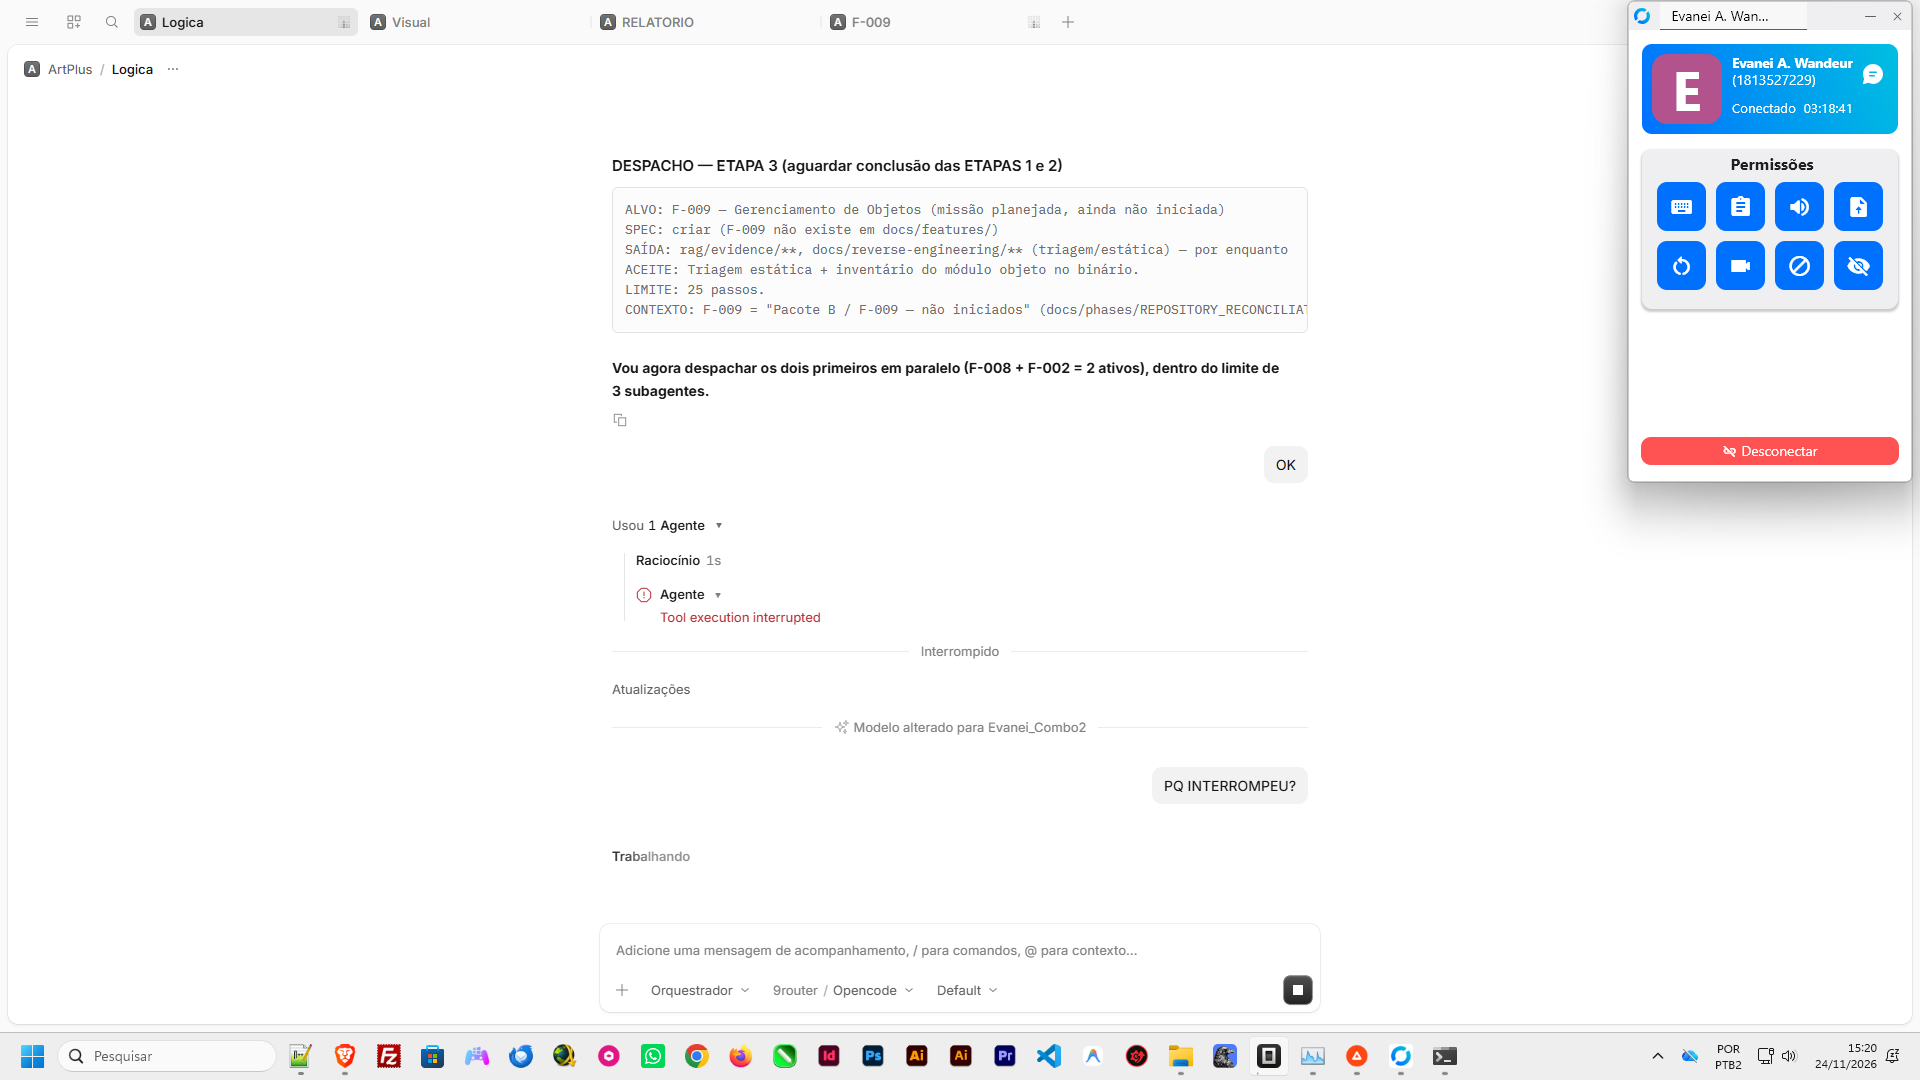 Logica
Visual
RELATORIO
F-009
ArtPlus / Logica ...
DESPACHO — ETAPA 3 (aguardar conclusão das ETAPAS 1 e 2)
ALVO: F-009 — Gerenciamento de Objetos (missão planejada, ainda não iniciada)
SPEC: criar (F-009 não existe em docs/features/)
SAÍDA: rag/evidence/**, docs/reverse-engineering/** (triagem/estática) — por enquanto
ACEITE: Triagem estática + inventário do módulo objeto no binário.
LIMITE: 25 passos.
CONTEXTO: F-009 = "Pacote B / F-009 — não iniciados" (docs/phases/REPOSITORY_RECONCILIAT
Vou agora despachar os dois primeiros em paralelo (F-008 + F-002 = 2 ativos), dentro do limite de
3 subagentes.
OK
Usou 1 Agente
Raciocínio 1s
Agente
Tool execution interrupted
Interrompido
Atualizações
Modelo alterado para Evanei_Combo2
PQ INTERROMPEU?
Trabalhando
Adicione uma mensagem de acompanhamento, / para comandos, @ para contexto...
Orquestrador
9router / Opencode
Default
Evanei A. Wan...
E
Evanei A. Wandeur
(1813527229)
Conectado 03:18:41
Permissões
Desconectar
Pesquisar
POR
PTB2
15:20
24/11/2026